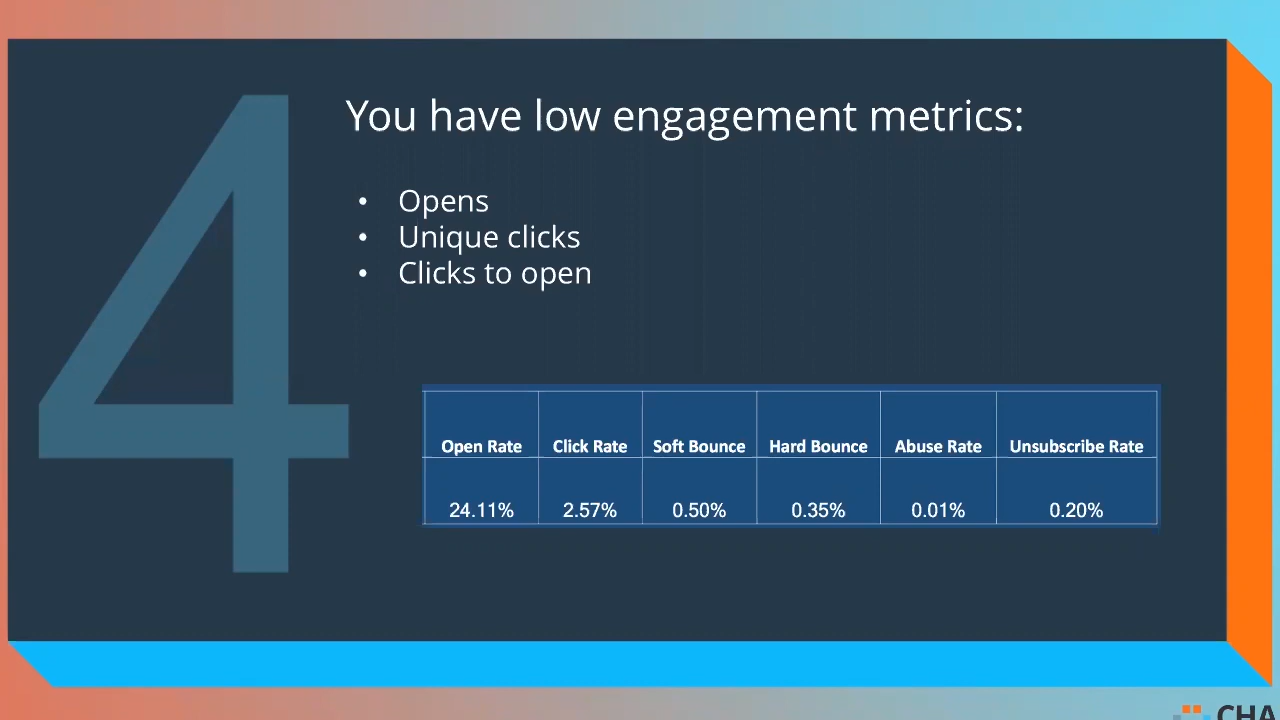 4
You have low engagement metrics:
• Opens
• Unique clicks
• Clicks to open
Open Rate Click Rate Soft Bounce Hard Bounce Abuse Rate Unsubscribe Rate
24.11% 2.57% 0.50% 0.35% 0.01% 0.20%
CHA